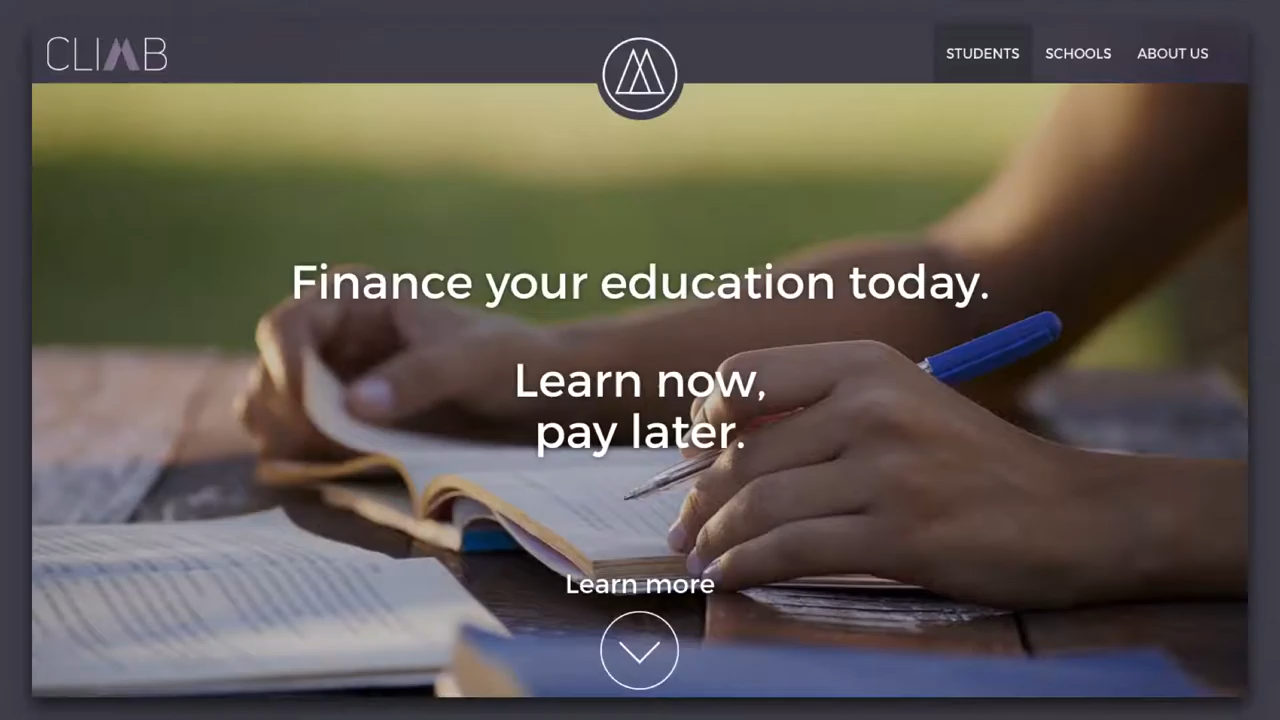 CLIMB
STUDENTS SCHOOLS ABOUT US
Finance your education today.
Learn now,
pay later.
Learn more